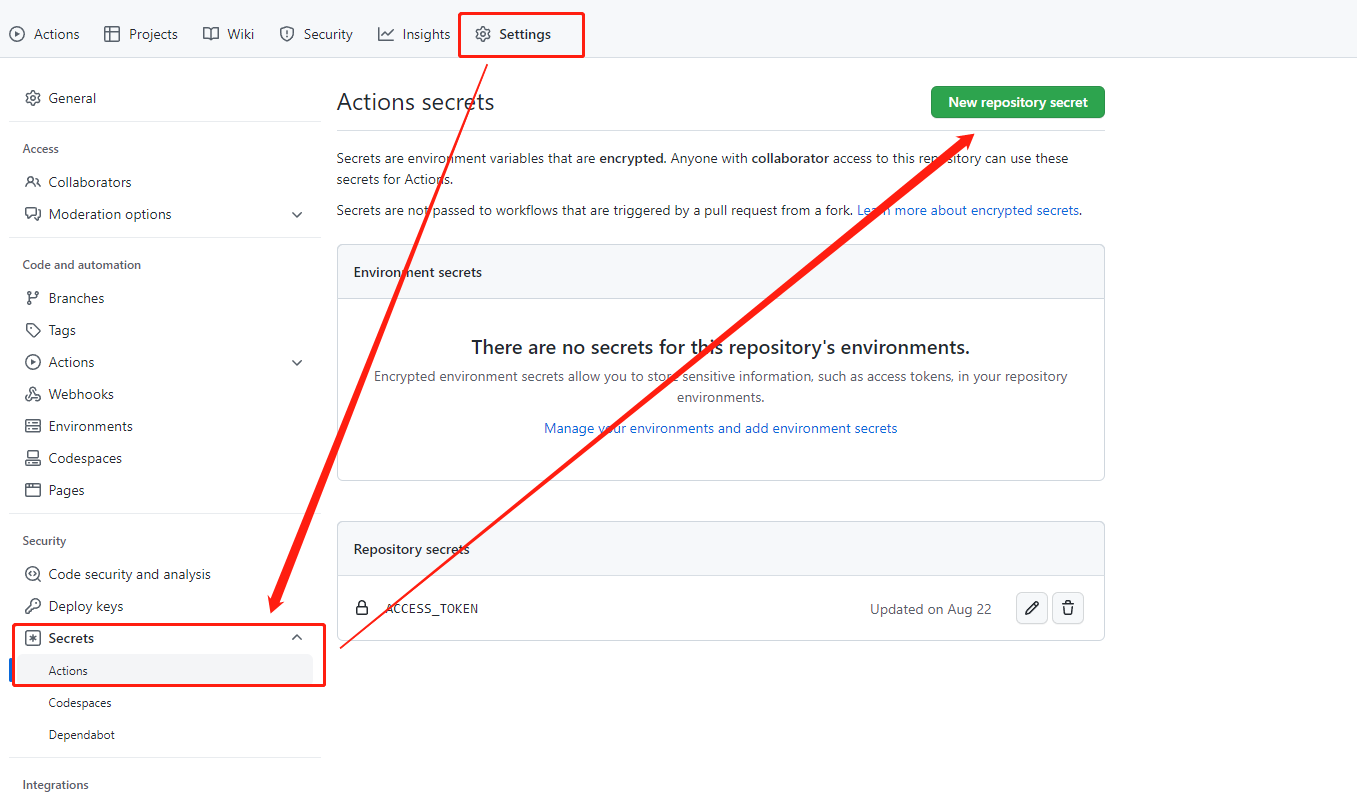 Actions Projects Wiki Security Insights Settings
General
Access
Collaborators
Moderation options
Code and automation
Branches
Tags
Actions
Webhooks
Environments
Codespaces
Pages
Security
Code security and analysis
Deploy keys
Secrets
Actions
Codespaces
Dependabot
Integrations
Actions secrets
New repository secret
Secrets are environment variables that are encrypted. Anyone with collaborator access to this repository can use these
secrets for Actions.
Secrets are not passed to workflows that are triggered by a pull request from a fork. Learn more about encrypted secrets.
Environment secrets
There are no secrets for this repository's environments.
Encrypted environment secrets allow you to store sensitive information, such as access tokens, in your repository
environments.
Manage your environments and add environment secrets
Repository secrets
ACCESS_TOKEN
Updated on Aug 22